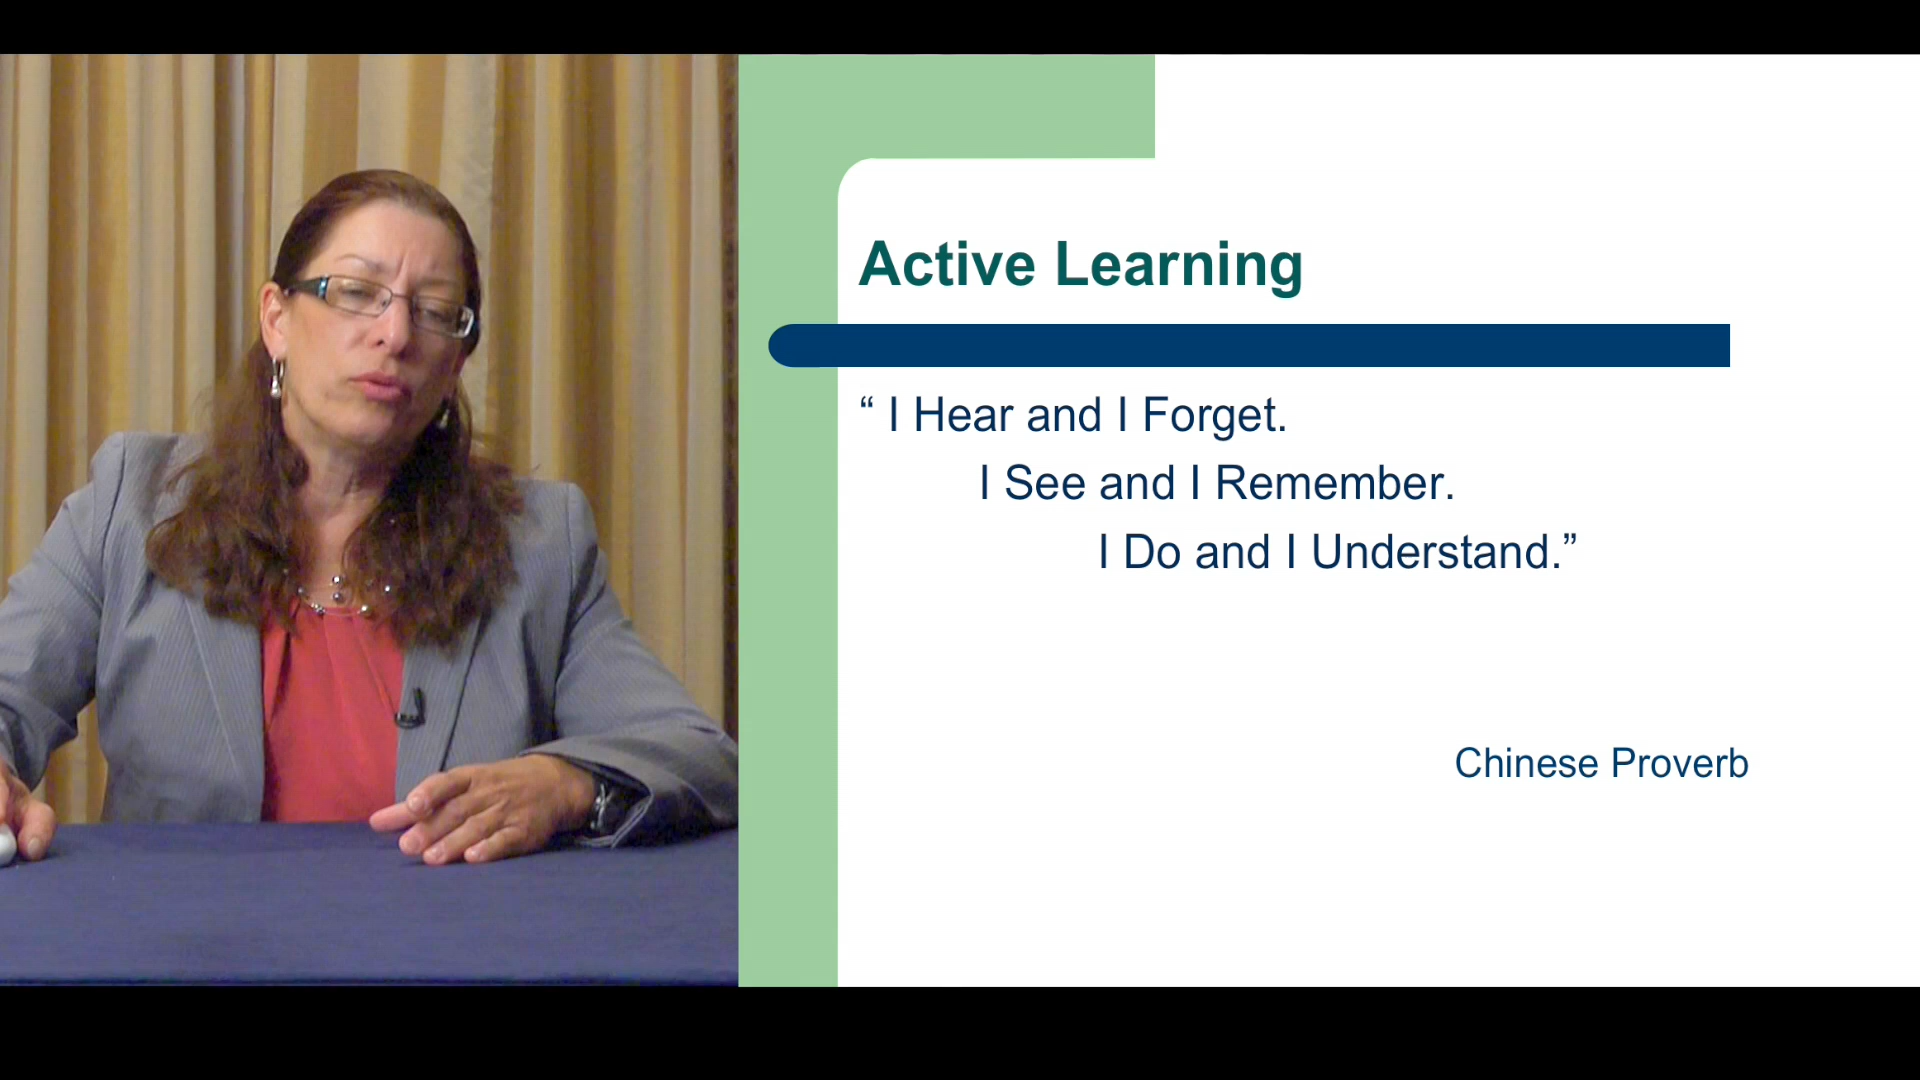 Active Learning
“ I Hear and I Forget.
I See and I Remember.
I Do and I Understand.”
Chinese Proverb